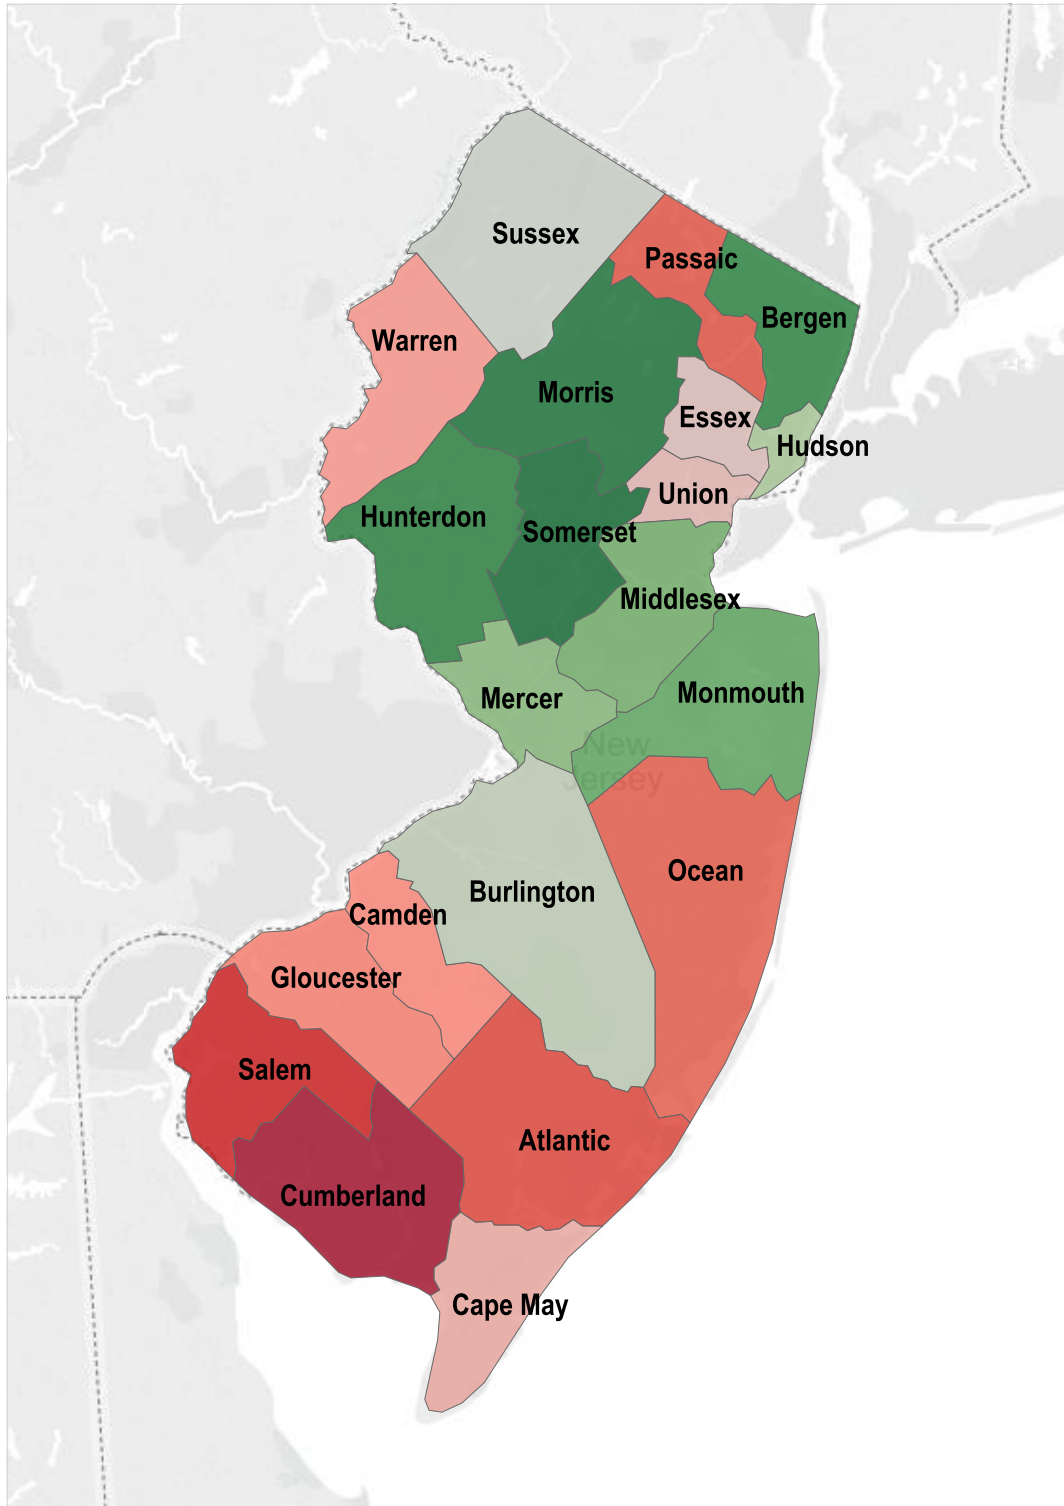 Sussex
Passaic
Bergen
Warren
Morris
Essex
Hudson
Union
Hunterdon
Somerset
Middlesex
Monmouth
Mercer
New
Jersey
Ocean
Burlington
Camden
Gloucester
Salem
Atlantic
Cumberland
Cape May